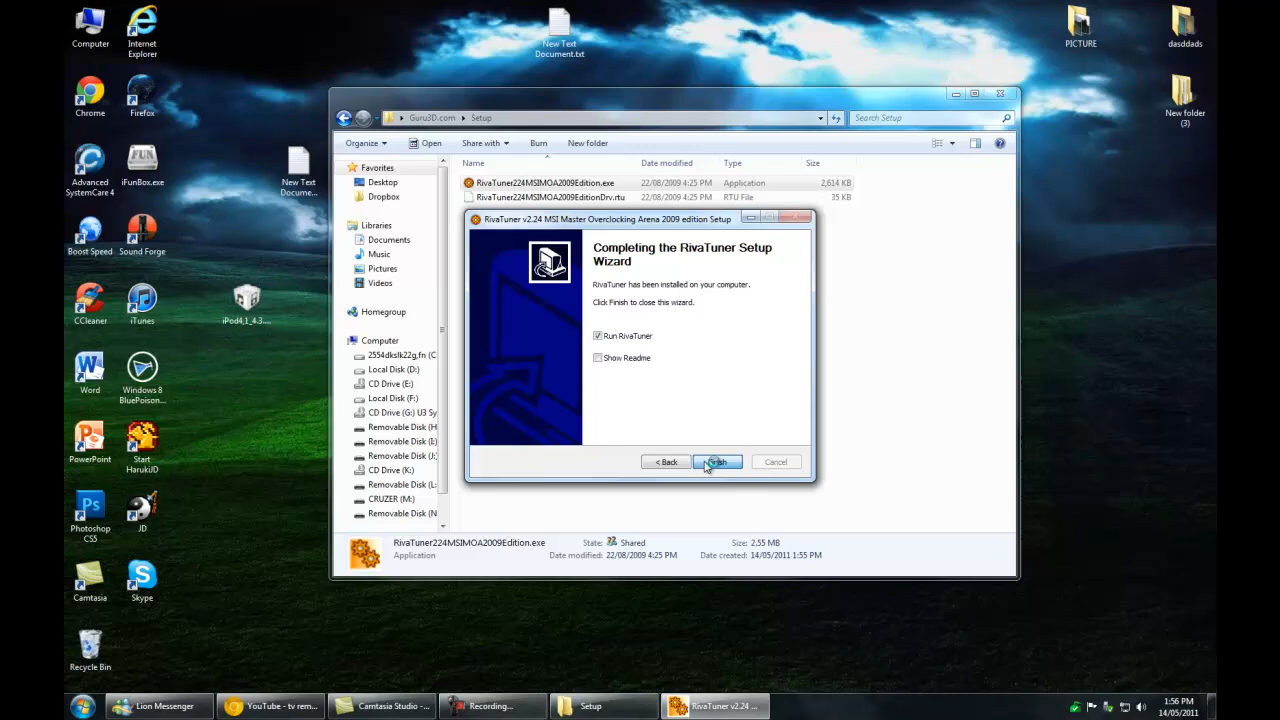 Computer
Internet Explorer
New Text Document.txt
PICTURE
dasddads
Chrome
Firefox
New folder (3)
Advanced SystemCare 4
iFunBox.exe
New Text Docume...
Boost Speed
Sound Forge
CCleaner
iTunes
iPod4,1_4.3....
Word
Windows 8 BluePoison...
PowerPoint
Start HarukiJD
Photoshop CS5
JD
Camtasia
Skype
Recycle Bin
Guru3D.com ▸ Setup
Search Setup
Organize Open Share with Burn New folder
Name Date modified Type Size
RivaTuner224MSIMOA2009Edition.exe 22/08/2009 4:25 PM Application 2,614 KB
RivaTuner224MSIMOA2009EditionDrv.rtu 22/08/2009 4:25 PM RTU File 35 KB
Favorites
Desktop
Dropbox
Libraries
Documents
Music
Pictures
Videos
Homegroup
Computer
2554dkslk22g,fn (C
Local Disk (D:)
CD Drive (E:)
Local Disk (F:)
CD Drive (G:) U3 Sy
Removable Disk (H
Removable Disk (I:
Removable Disk (J:
CD Drive (K:)
Removable Disk (L:
CRUZER (M:)
Removable Disk (N
RivaTuner v2.24 MSI Master Overclocking Arena 2009 edition Setup
Completing the RivaTuner Setup
Wizard
RivaTuner has been installed on your computer.
Click Finish to close this wizard.
Run RivaTuner
Show Readme
< Back Finish Cancel
RivaTuner224MSIMOA2009Edition.exe State: Shared Size: 2.55 MB
Application Date modified: 22/08/2009 4:25 PM Date created: 14/05/2011 1:55 PM
Lion Messenger
YouTube - tv rem...
Camtasia Studio -...
Recording...
Setup
RivaTuner v2.24 ...
1:56 PM
14/05/2011